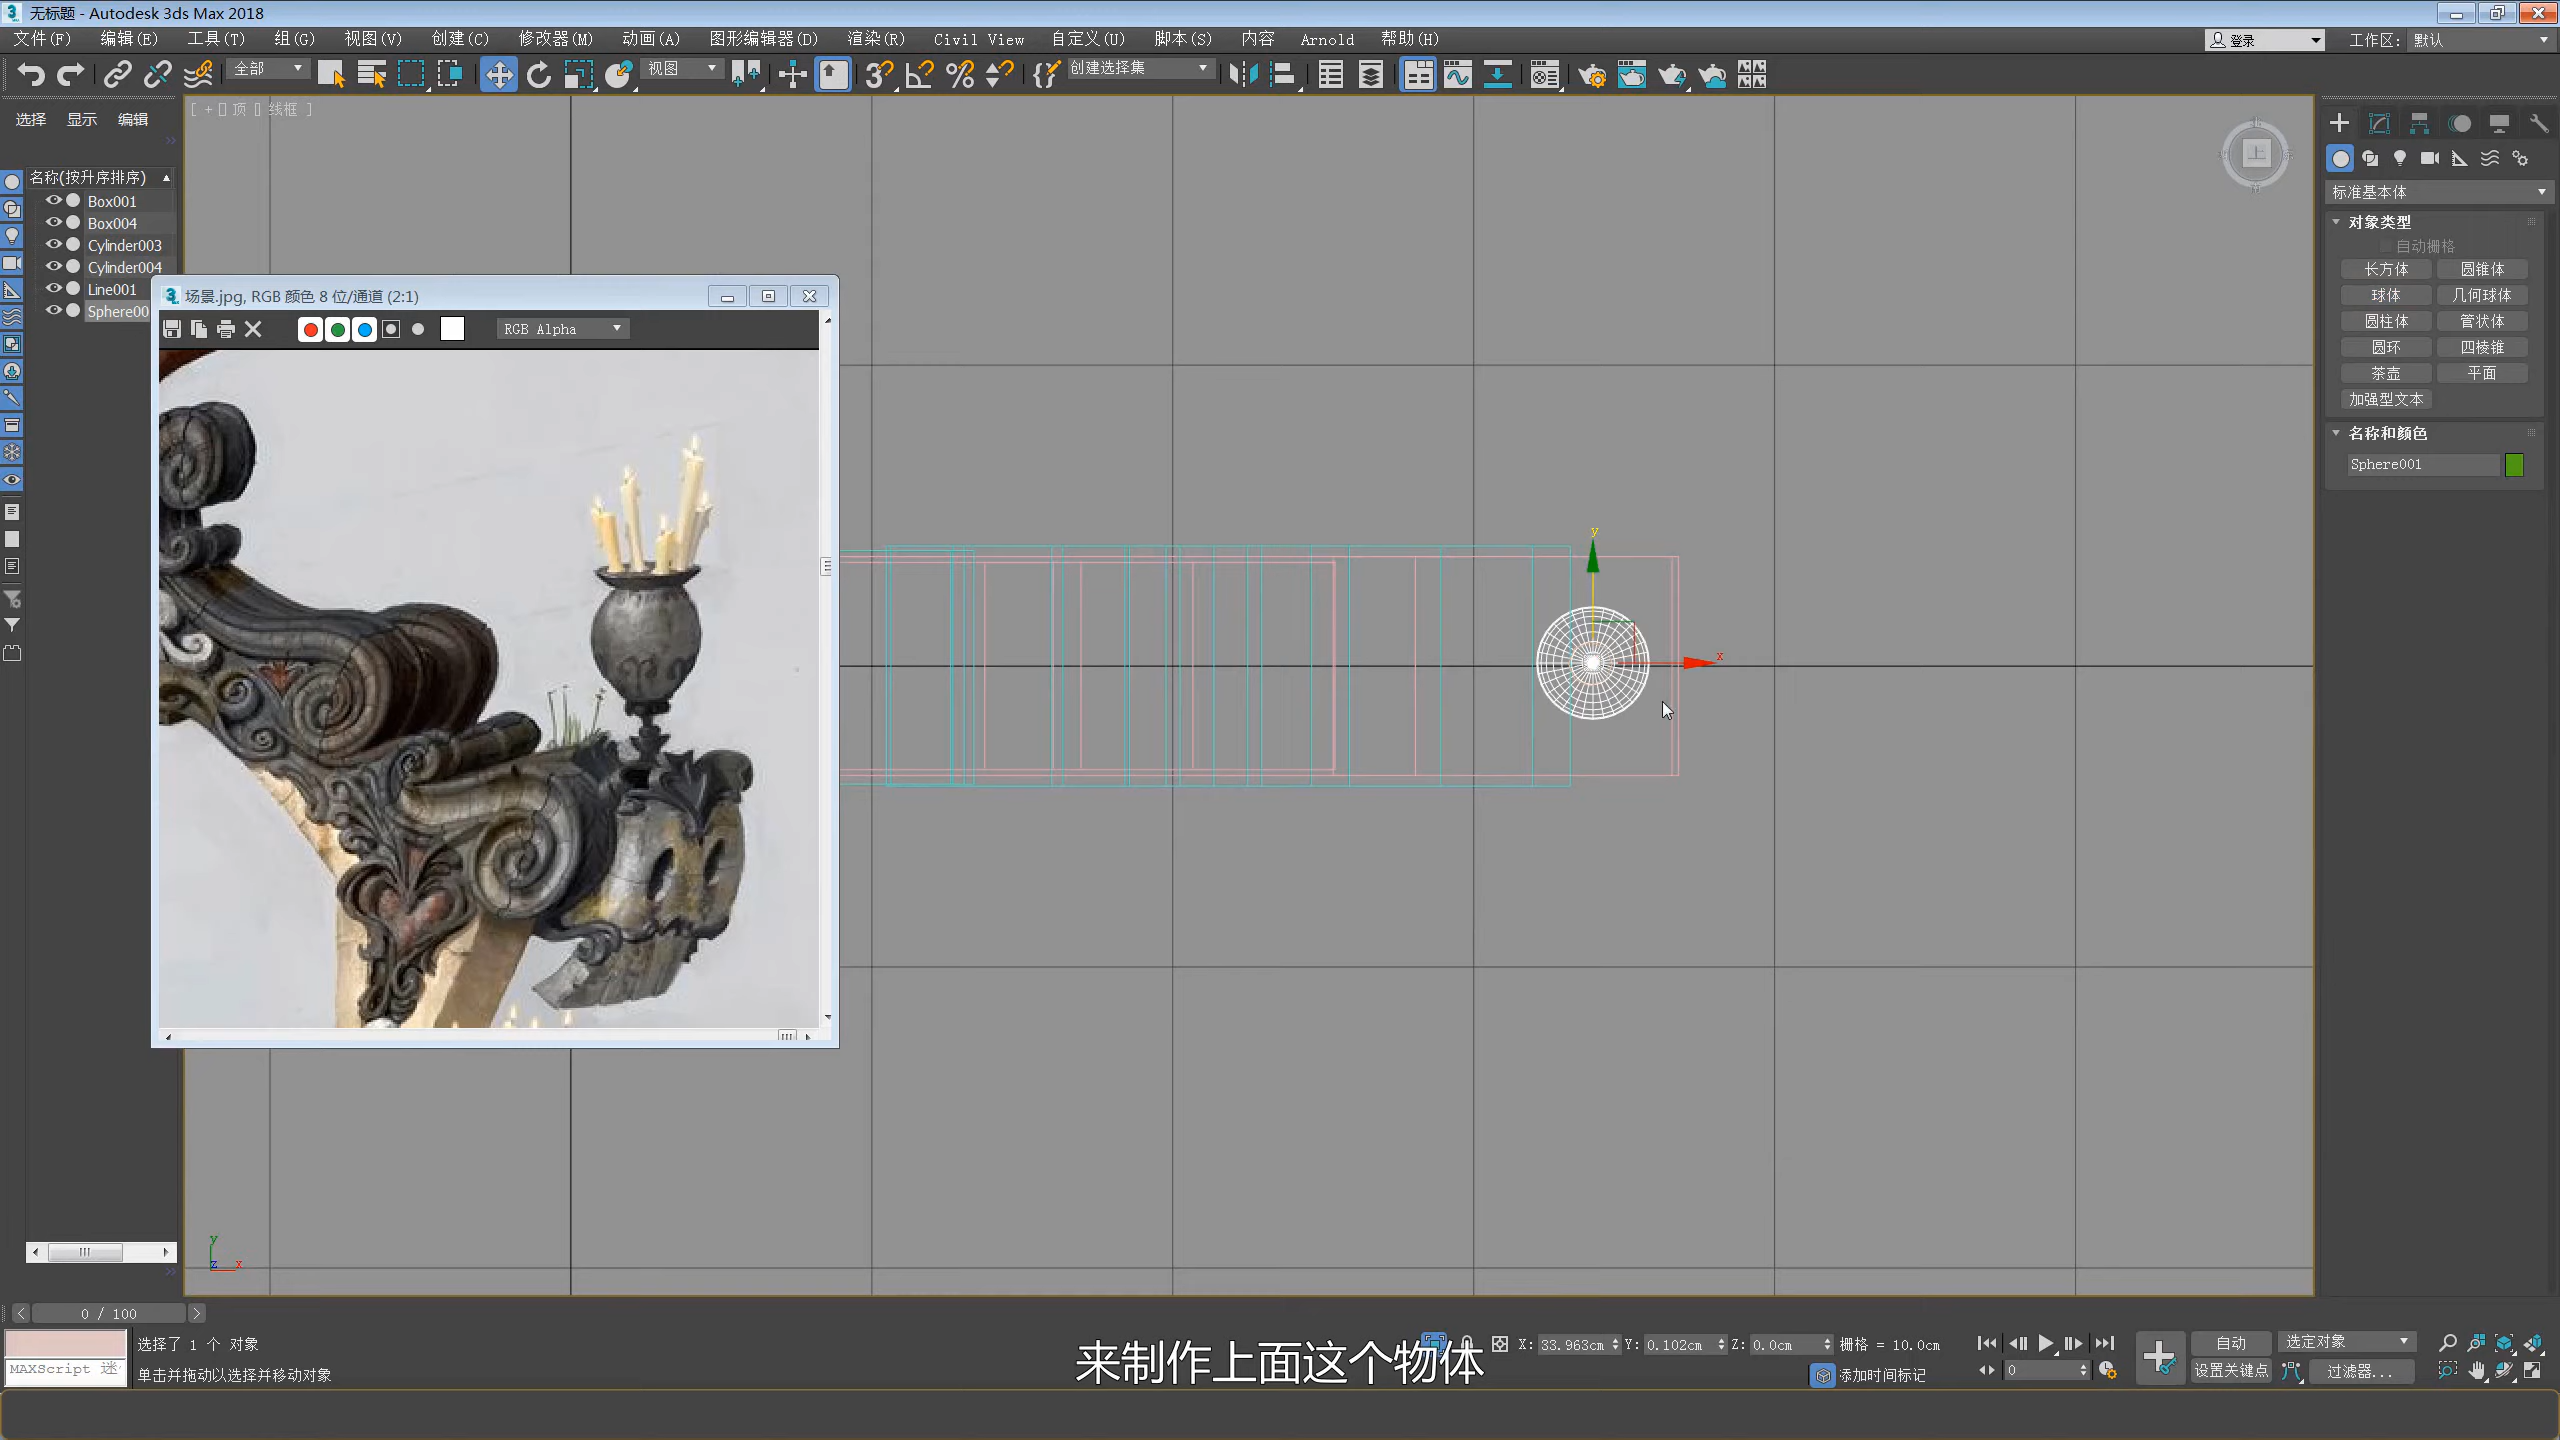 无标题 - Autodesk 3ds Max 2018
文件(F) 编辑(E) 工具(T) 组(G) 视图(V) 创建(C) 修改器(M) 动画(A) 图形编辑器(D) 渲染(R) Civil View 自定义(U) 脚本(S) 内容 Arnold 帮助(H)
登录
工作区: 默认
全部
视图
创建选择集
选择 显示 编辑
[ + ] [ 顶 ] [ 线框 ]
名称(按升序排序)
Box001
Box004
Cylinder003
Cylinder004
Line001
Sphere00
场景.jpg, RGB 颜色 8 位/通道 (2:1)
RGB Alpha
y
x
上
标准基本体
对象类型
自动栅格
长方体 圆锥体
球体 几何球体
圆柱体 管状体
圆环 四棱锥
茶壶 平面
加强型文本
名称和颜色
Sphere001
y
z x
0 / 100
选择了 1 个 对象
MAXScript 迷
单击并拖动以选择并移动对象
来制作上面这个物体
X: 33.963cm Y: 0.102cm Z: 0.0cm 栅格 = 10.0cm
添加时间标记
0
自动 选定对象
设置关键点 过滤器...